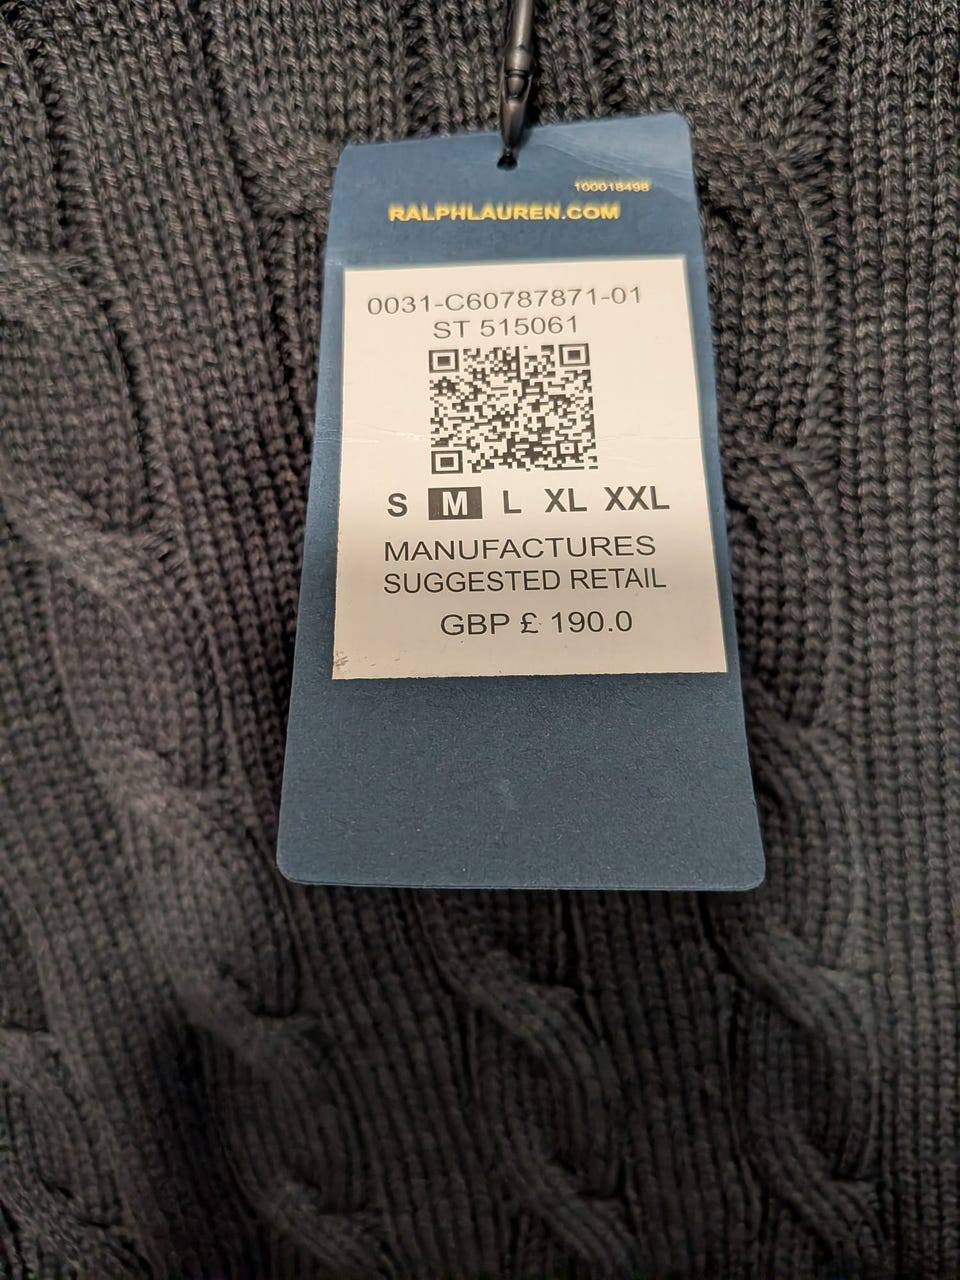 100018498
RALPHLAUREN.COM
0031-C60787871-01
ST 515061
S M L XL XXL
MANUFACTURES
SUGGESTED RETAIL
GBP £ 190.0